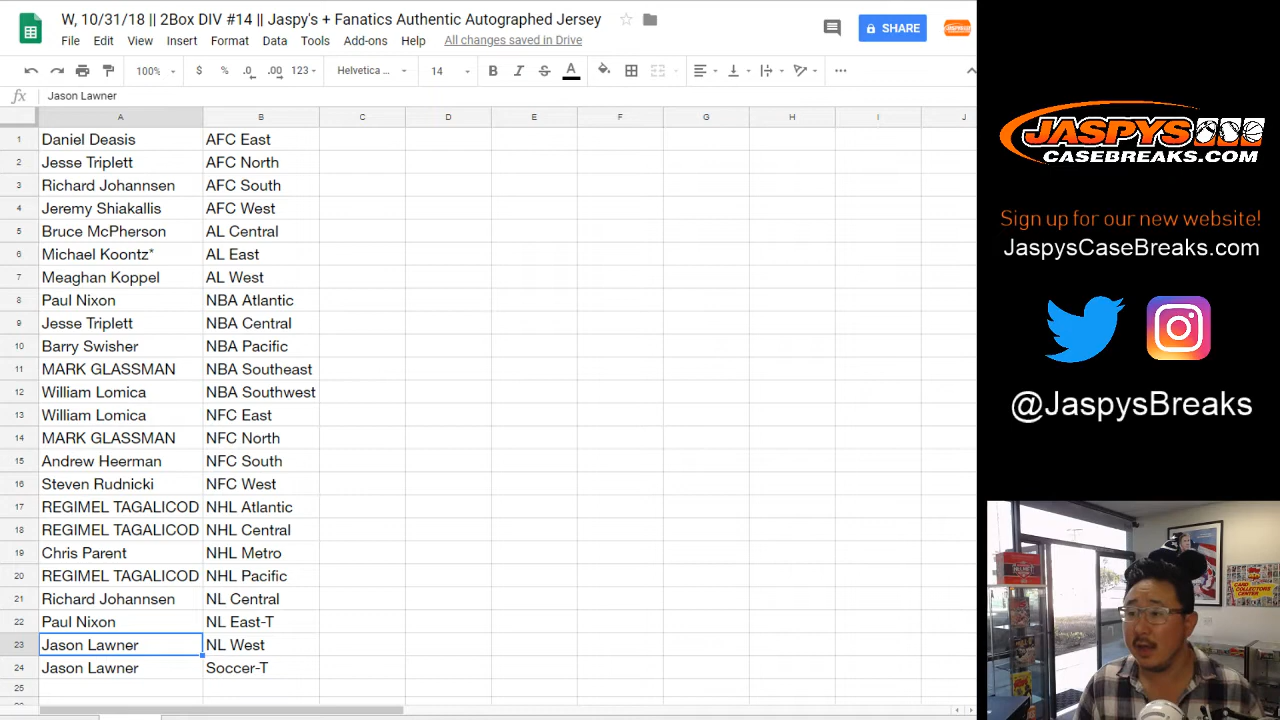 W, 10/31/18 || 2Box DIV #14 || Jaspy's + Fanatics Authentic Autographed Jersey
File Edit View Insert Format Data Tools Add-ons Help All changes saved in Drive
SHARE
100% $ % .0 .00 123 Helvetica ... 14 B I S A
fx Jason Lawner
A B C D E F G H I J
1 Daniel Deasis AFC East
2 Jesse Triplett AFC North
3 Richard Johannsen AFC South
4 Jeremy Shiakallis AFC West
5 Bruce McPherson AL Central
6 Michael Koontz* AL East
7 Meaghan Koppel AL West
8 Paul Nixon NBA Atlantic
9 Jesse Triplett NBA Central
10 Barry Swisher NBA Pacific
11 MARK GLASSMAN NBA Southeast
12 William Lomica NBA Southwest
13 William Lomica NFC East
14 MARK GLASSMAN NFC North
15 Andrew Heerman NFC South
16 Steven Rudnicki NFC West
17 REGIMEL TAGALICOD NHL Atlantic
18 REGIMEL TAGALICOD NHL Central
19 Chris Parent NHL Metro
20 REGIMEL TAGALICOD NHL Pacific
21 Richard Johannsen NL Central
22 Paul Nixon NL East-T
23 Jason Lawner NL West
24 Jason Lawner Soccer-T
25
JASPYS
CASEBREAKS.COM
Sign up for our new website!
JaspysCaseBreaks.com
@JaspysBreaks